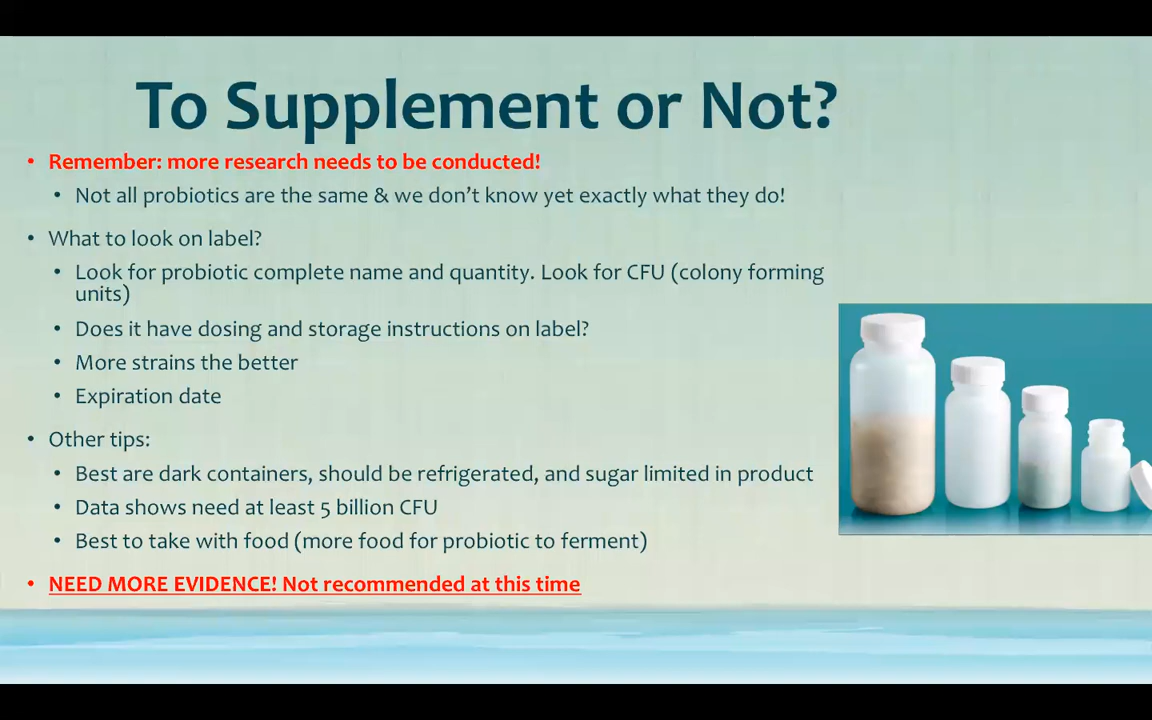 To Supplement or Not?
• Remember: more research needs to be conducted!
• Not all probiotics are the same & we don’t know yet exactly what they do!
• What to look on label?
• Look for probiotic complete name and quantity. Look for CFU (colony forming
units)
• Does it have dosing and storage instructions on label?
• More strains the better
• Expiration date
• Other tips:
• Best are dark containers, should be refrigerated, and sugar limited in product
• Data shows need at least 5 billion CFU
• Best to take with food (more food for probiotic to ferment)
• NEED MORE EVIDENCE! Not recommended at this time